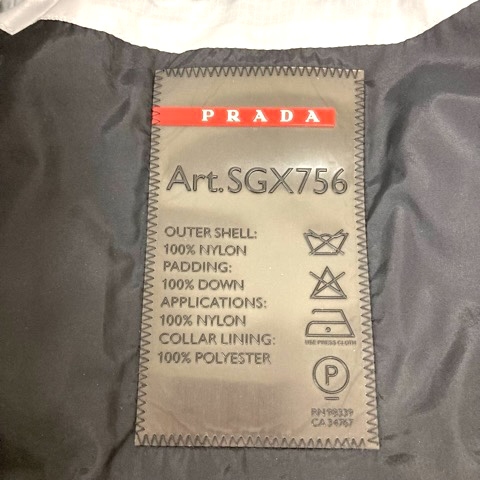 PRADA
Art.SGX756
OUTER SHELL:
100% NYLON
PADDING:
100% DOWN
APPLICATIONS:
100% NYLON
COLLAR LINING:
100% POLYESTER
USE PRESS CLOTH
P
RN 98339
CA 34767